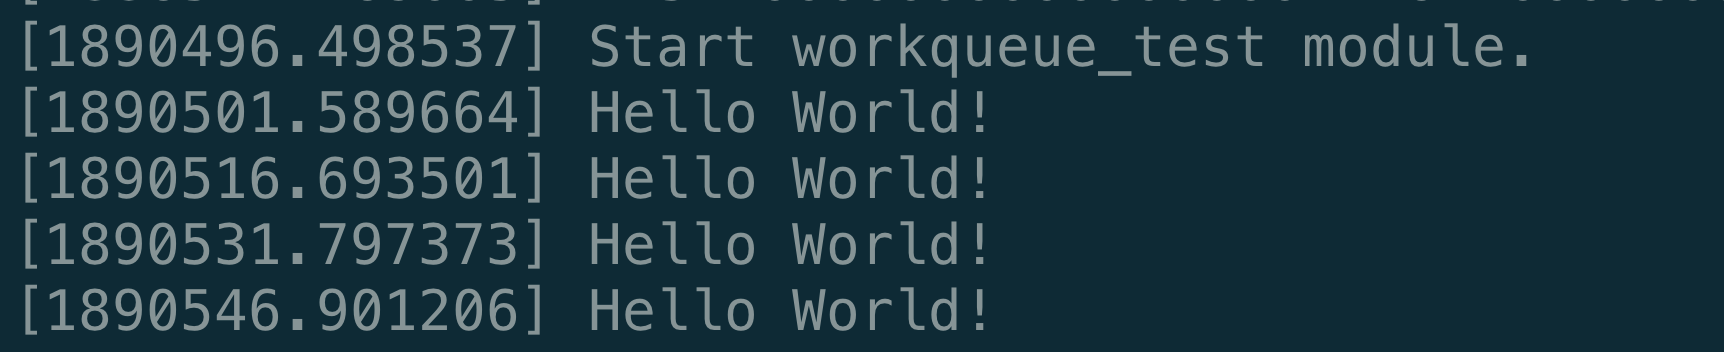 [1890496.498537] Start workqueue_test module.
[1890501.589664] Hello World!
[1890516.693501] Hello World!
[1890531.797373] Hello World!
[1890546.901206] Hello World!